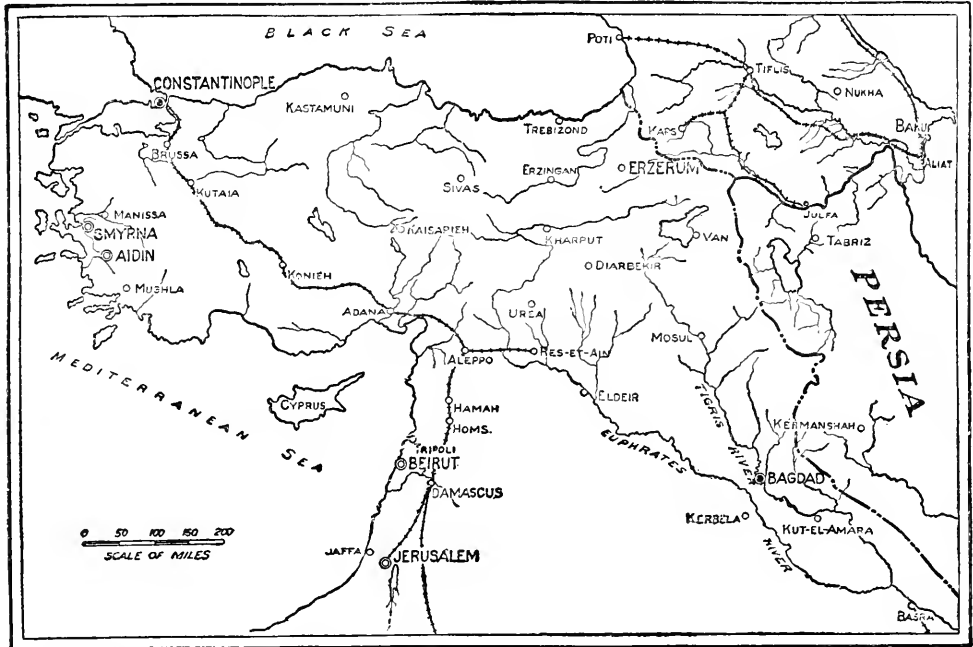 BLACK SEA
POTI
TIFLIS
CONSTANTINOPLE
NUKHA
KASTAMUNI
TREBIZOND
KARS
BAKU
BRUSSA
ALIAT
ERZINGAN
ERZERUM
SIVAS
KUTAIA
JULFA
MANISSA
SMYRNA
KAISARIEH
VAN
TABRIZ
KHARPUT
AIDIN
DIARBEKIR
KONIEH
MUGHLA
PERSIA
ADANA
URFA
MOSUL
ALEPPO
RES-ET-AIN
MEDITERRANEAN SEA
ELDEIR
TIGRIS RIVER
CYPRUS
HAMAH
HOMS.
KERMANSHAH
EUPHRATES RIVER
TRIPOLI
BEIRUT
BAGDAD
DAMASCUS
KERBELA
KUT-EL-AMARA
0 50 100 150 200
SCALE OF MILES
JAFFA
JERUSALEM
BASRA